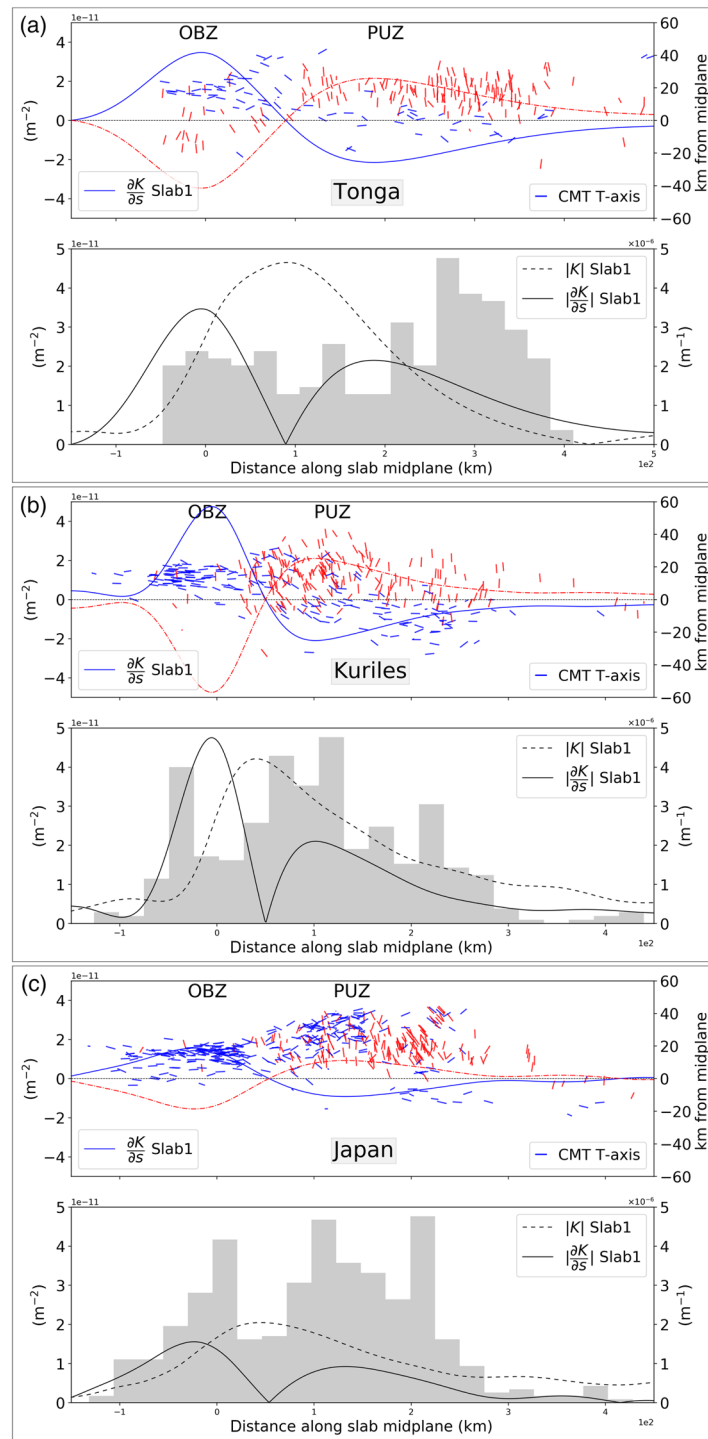 (a)
1e−11
OBZ
PUZ
60
4
40
2
20
0
0
−2
−20
−4
−40
−60
(m⁻²)
km from midplane
∂K/∂s Slab1
Tonga
CMT T-axis
1e−11
×10⁻⁶
5
5
4
4
3
3
2
2
1
1
0
0
(m⁻²)
(m⁻¹)
|K| Slab1
|∂K/∂s| Slab1
−1
0
1
2
3
4
5
1e2
Distance along slab midplane (km)
(b)
1e−11
OBZ
PUZ
60
4
40
2
20
0
0
−2
−20
−4
−40
−60
(m⁻²)
km from midplane
∂K/∂s Slab1
Kuriles
CMT T-axis
1e−11
×10⁻⁶
5
5
4
4
3
3
2
2
1
1
0
0
(m⁻²)
(m⁻¹)
|K| Slab1
|∂K/∂s| Slab1
−1
0
1
2
3
4
1e2
Distance along slab midplane (km)
(c)
1e−11
OBZ
PUZ
60
4
40
2
20
0
0
−2
−20
−4
−40
−60
(m⁻²)
km from midplane
∂K/∂s Slab1
Japan
CMT T-axis
1e−11
×10⁻⁶
5
5
4
4
3
3
2
2
1
1
0
0
(m⁻²)
(m⁻¹)
|K| Slab1
|∂K/∂s| Slab1
−1
0
1
2
3
4
1e2
Distance along slab midplane (km)